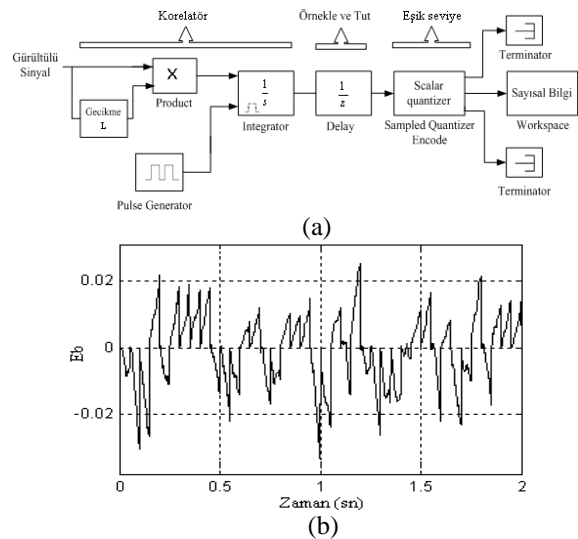 Korelatör
Örnekle ve Tut
Eşik seviye
Gürültülü
Sinyal
X
Product
Gecikme
L
1
s
Integrator
1
z
Delay
Scalar
quantizer
Sampled Quantizer
Encode
Terminator
Sayısal Bilgi
Workspace
Terminator
Pulse Generator
(a)
0.02
0
-0.02
Eb
0 0.5 1 1.5 2
Zaman (sn)
(b)